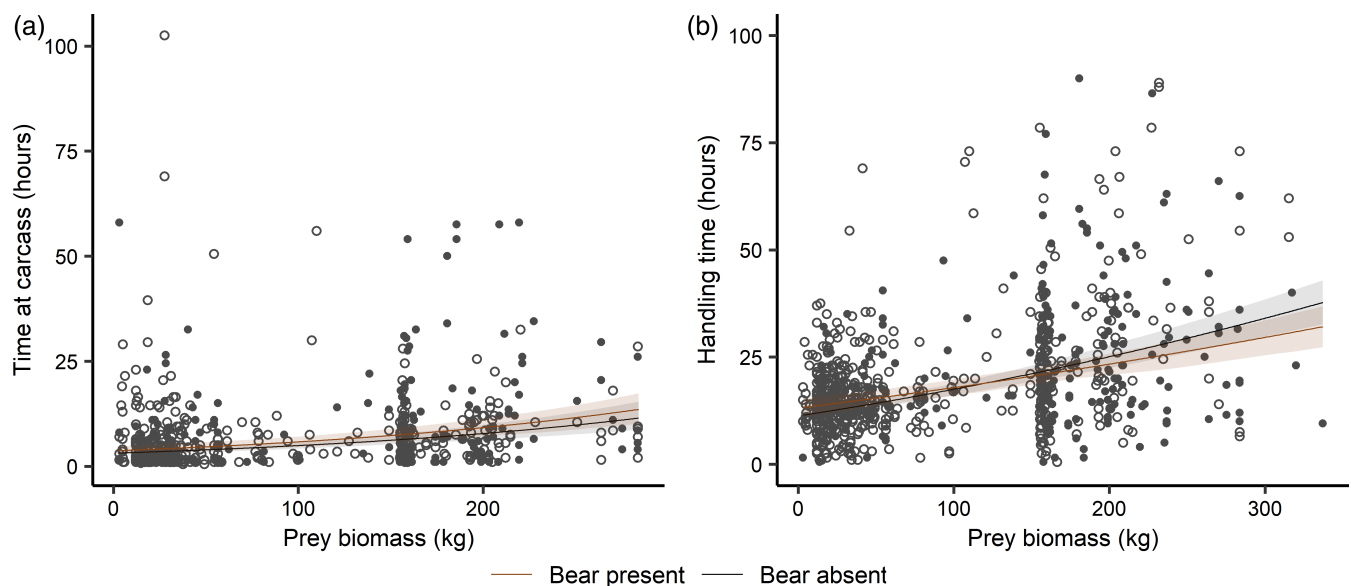 (a)
100
75
50
25
0
Time at carcass (hours)
0 100 200
Prey biomass (kg)
(b)
100
75
50
25
0
Handling time (hours)
0 100 200 300
Prey biomass (kg)
Bear present Bear absent